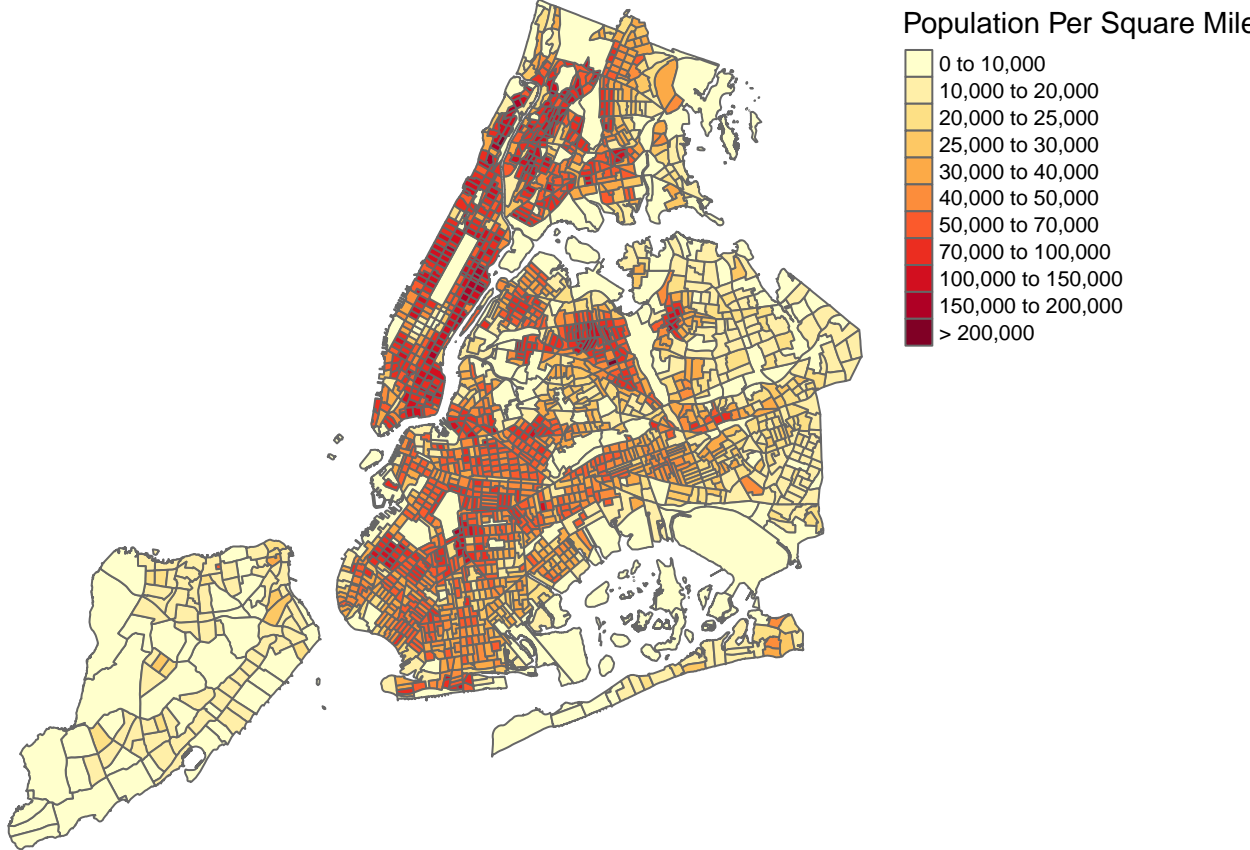 Population Per Square Mile
0 to 10,000
10,000 to 20,000
20,000 to 25,000
25,000 to 30,000
30,000 to 40,000
40,000 to 50,000
50,000 to 70,000
70,000 to 100,000
100,000 to 150,000
150,000 to 200,000
> 200,000